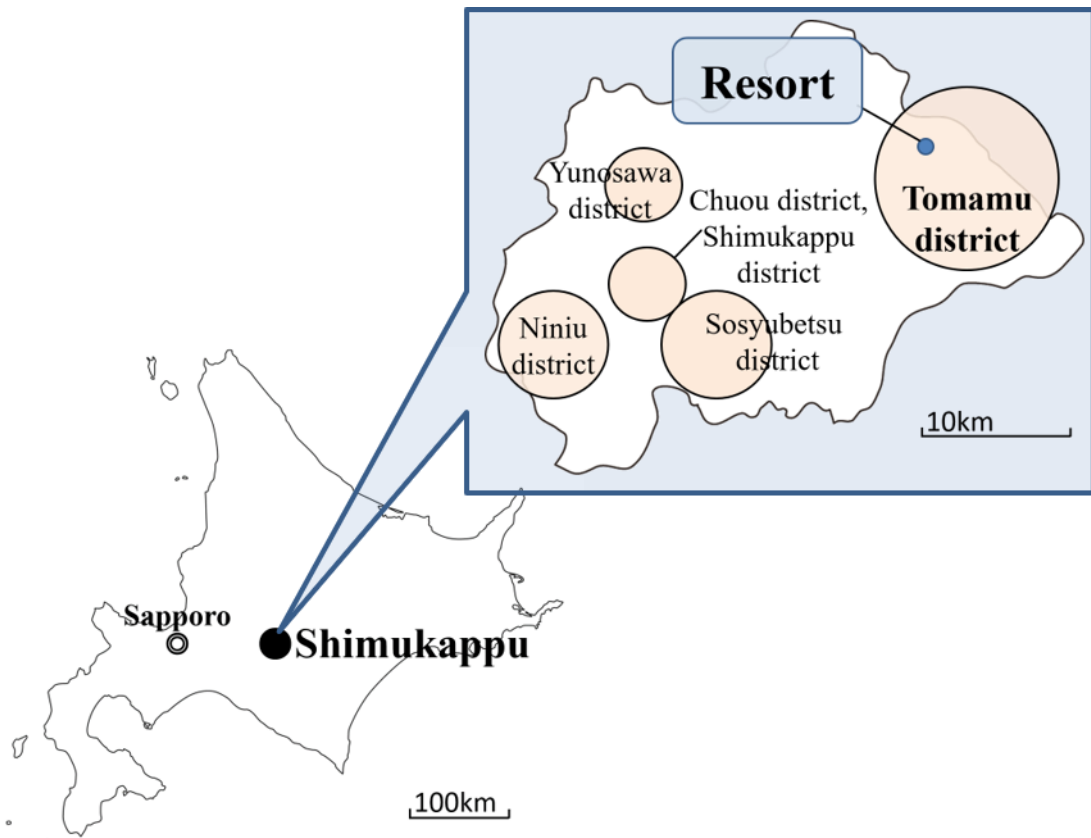 Resort
Yunosawa
district
Chuou district,
Shimukappu
district
Tomamu
district
Niniu
district
Sosyubetsu
district
10km
Sapporo
Shimukappu
100km